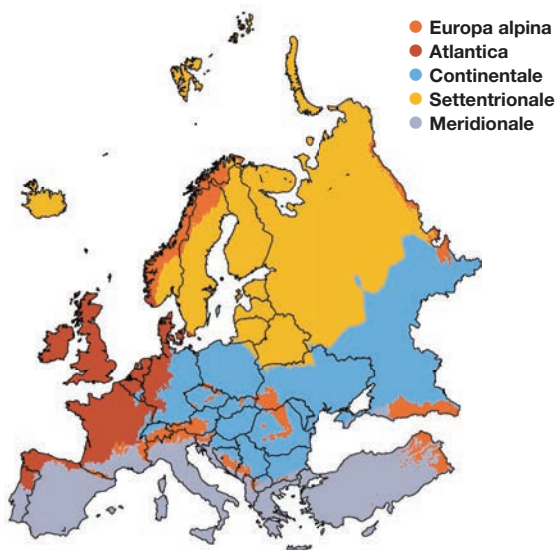 Europa alpina
Atlantica
Continentale
Settentrionale
Meridionale